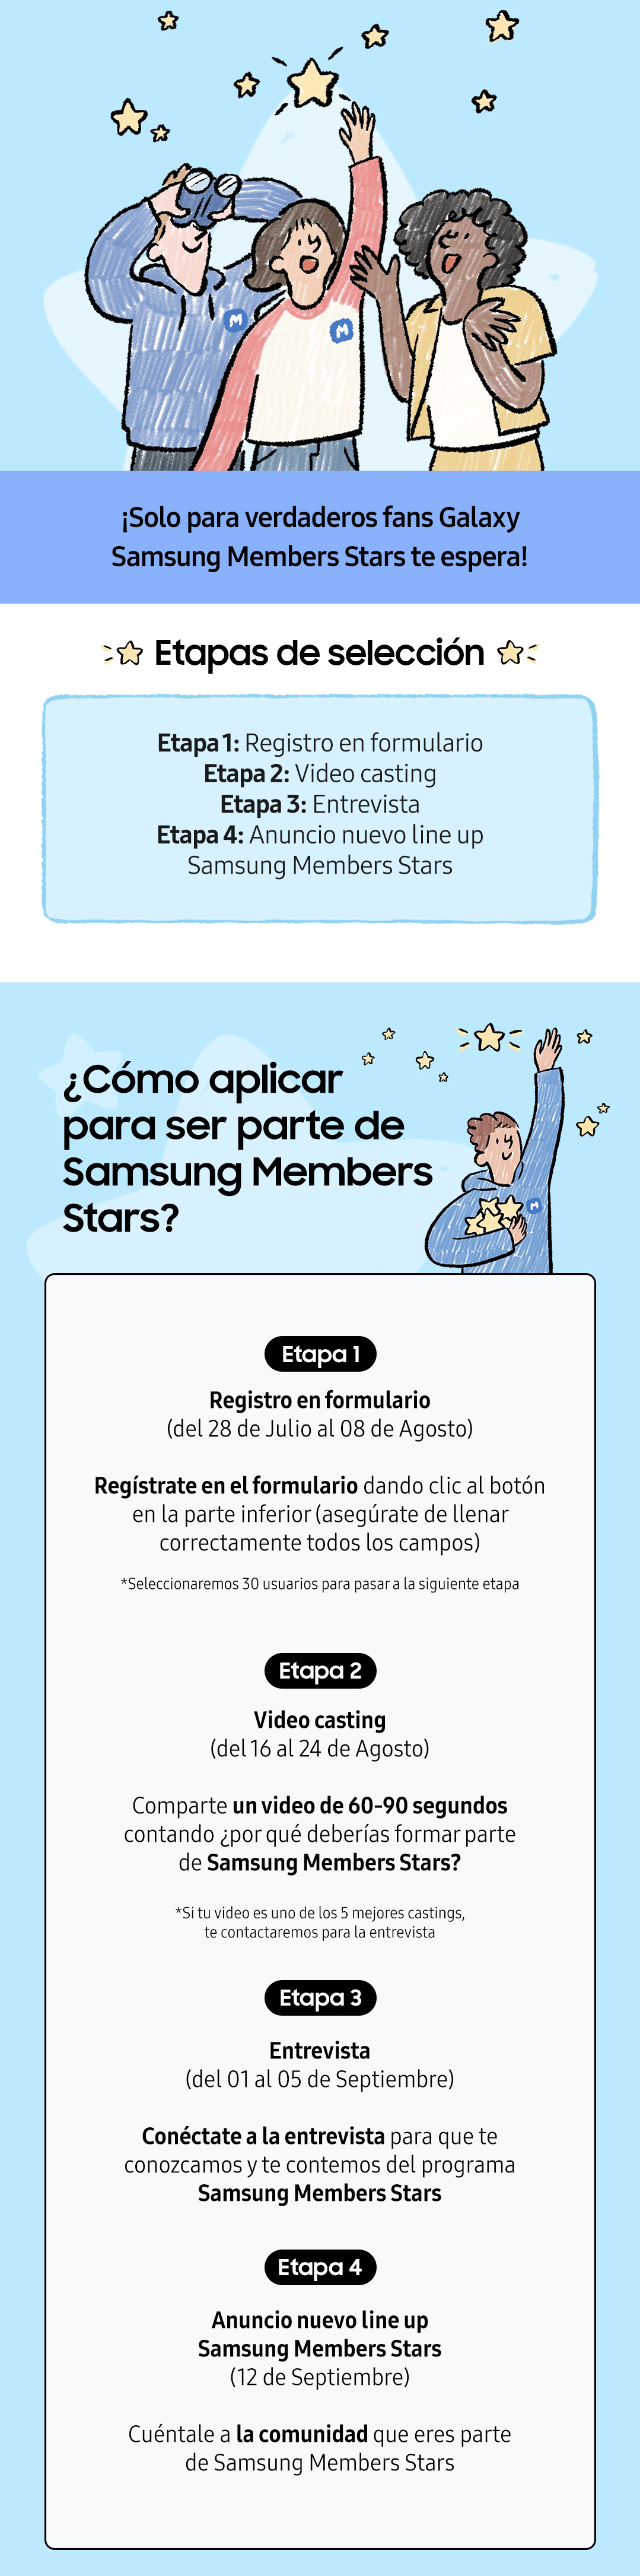 M
M
¡Solo para verdaderos fans Galaxy
Samsung Members Stars te espera!
Etapas de selección
Etapa 1: Registro en formulario
Etapa 2: Video casting
Etapa 3: Entrevista
Etapa 4: Anuncio nuevo line up
Samsung Members Stars
¿Cómo aplicar
para ser parte de
Samsung Members
Stars?
M
Etapa 1
Registro en formulario
(del 28 de Julio al 08 de Agosto)
Regístrate en el formulario dando clic al botón
en la parte inferior (asegúrate de llenar
correctamente todos los campos)
*Seleccionaremos 30 usuarios para pasar a la siguiente etapa
Etapa 2
Video casting
(del 16 al 24 de Agosto)
Comparte un video de 60-90 segundos
contando ¿por qué deberías formar parte
de Samsung Members Stars?
*Si tu video es uno de los 5 mejores castings,
te contactaremos para la entrevista
Etapa 3
Entrevista
(del 01 al 05 de Septiembre)
Conéctate a la entrevista para que te
conozcamos y te contemos del programa
Samsung Members Stars
Etapa 4
Anuncio nuevo line up
Samsung Members Stars
(12 de Septiembre)
Cuéntale a la comunidad que eres parte
de Samsung Members Stars